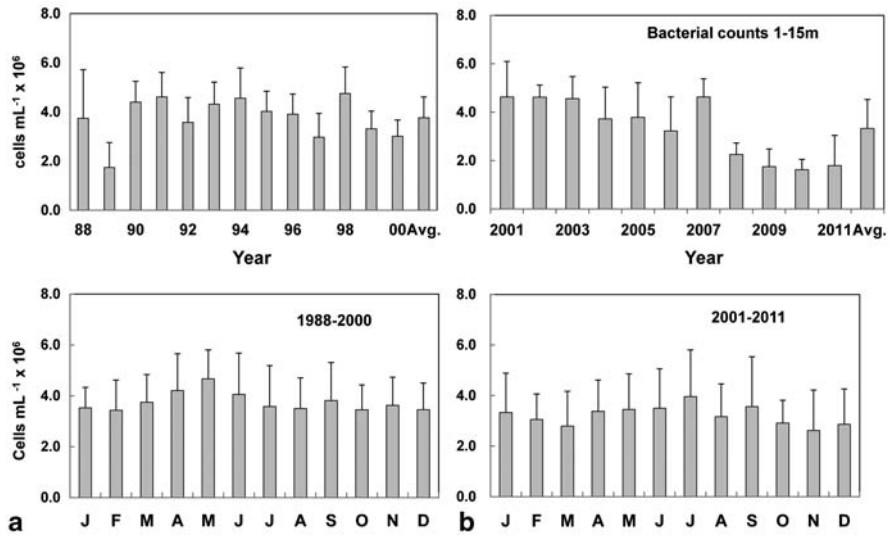 8.0
6.0
4.0
2.0
0.0
cells mL⁻¹ x 10⁶
88 90 92 94 96 98 00Avg.
Year
8.0
6.0
4.0
2.0
0.0
Bacterial counts 1-15m
2001 2003 2005 2007 2009 2011Avg.
Year
8.0
6.0
4.0
2.0
0.0
Cells mL ⁻¹ x 10⁶
1988-2000
J F M A M J J A S O N D
a
8.0
6.0
4.0
2.0
0.0
2001-2011
J F M A M J J A S O N D
b